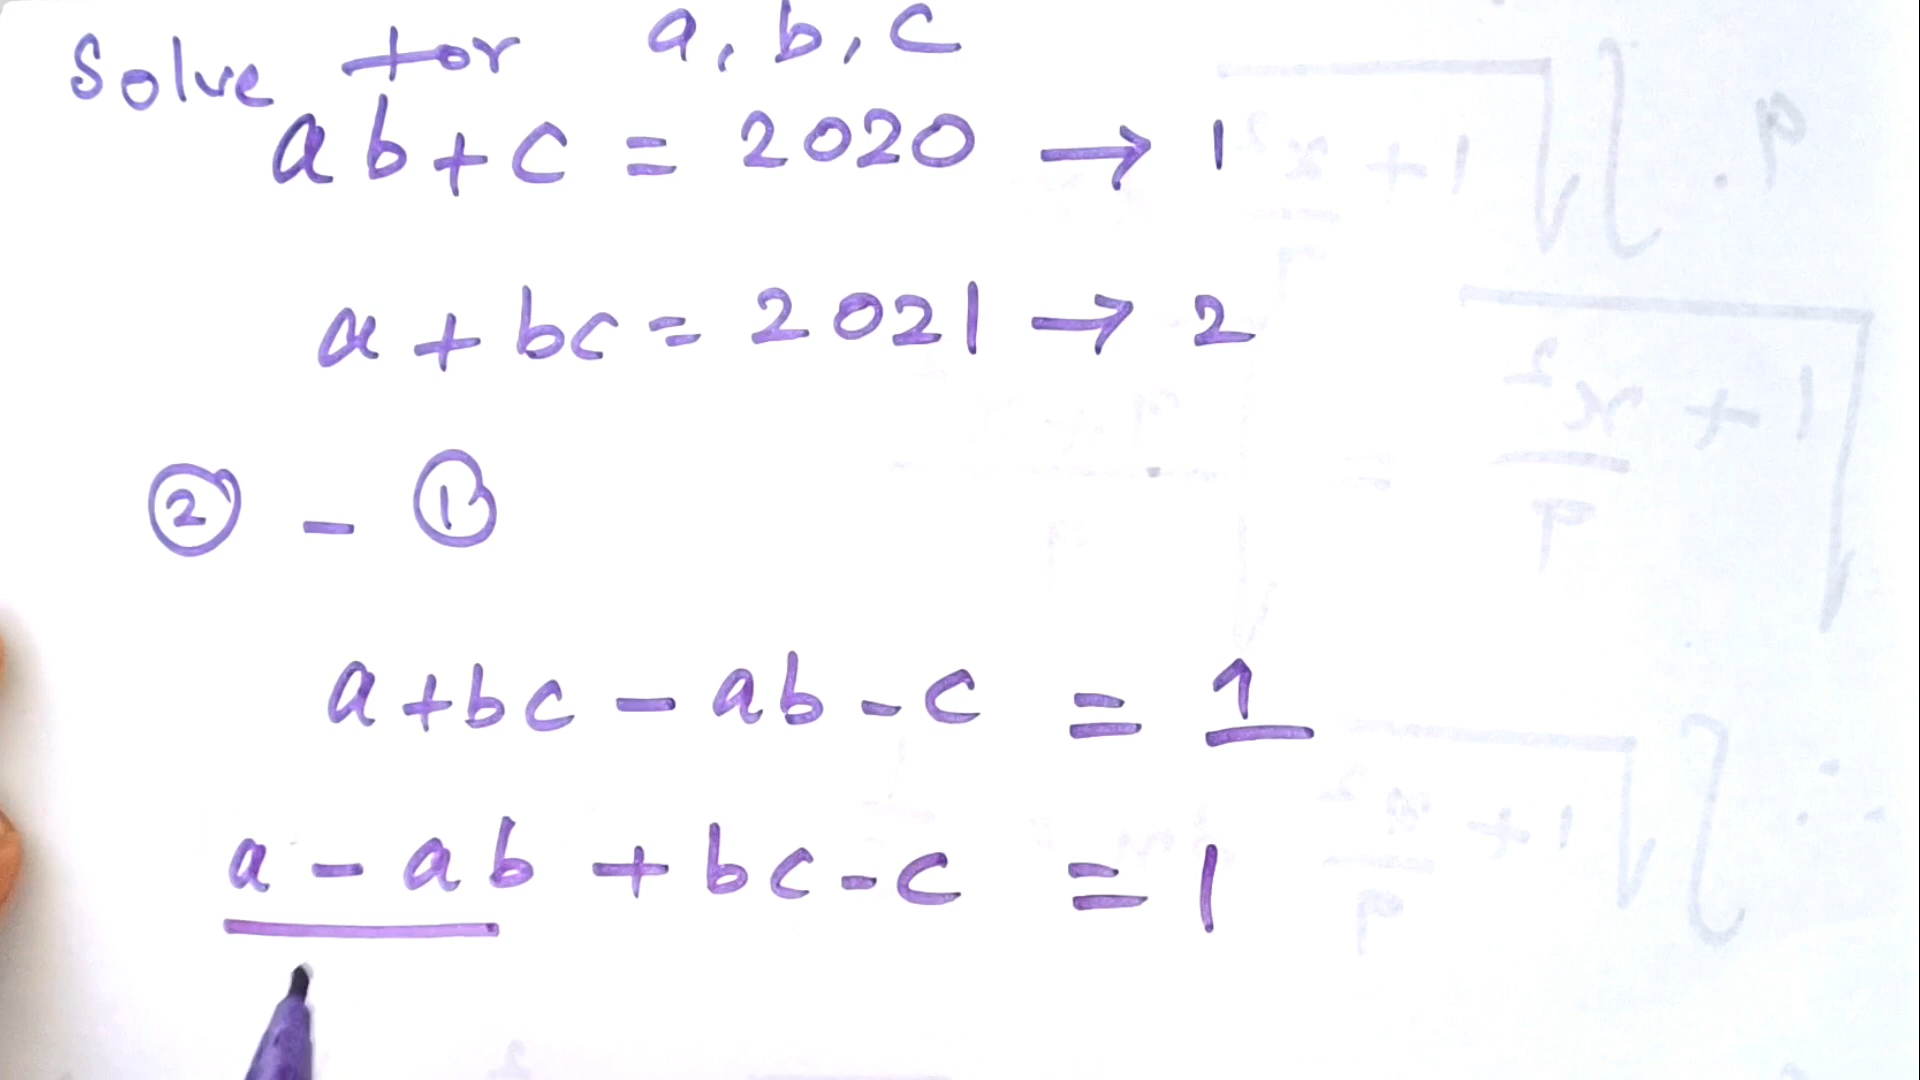 Solve for a, b, c
ab + c = 2020 → 1
a + bc = 2021 → 2
② - ①
a + bc - ab - c = 1
a - ab + bc - c = 1